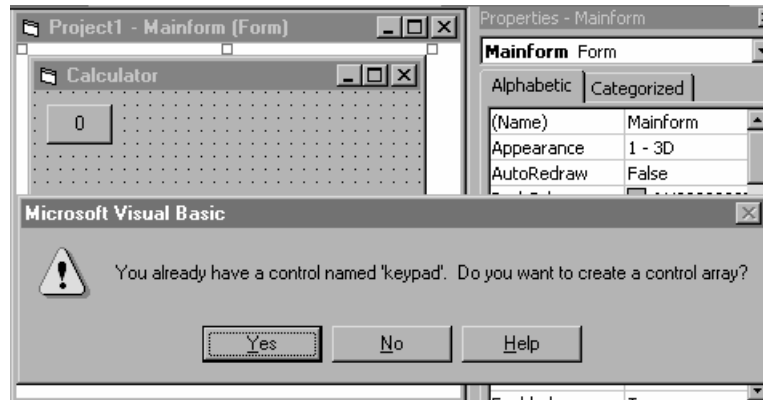 Project1 - Mainform (Form)
Properties - Mainform
Mainform Form
Calculator
Alphabetic Categorized
0
(Name) Mainform
Appearance 1 - 3D
AutoRedraw False
Microsoft Visual Basic
You already have a control named 'keypad'. Do you want to create a control array?
Yes No Help